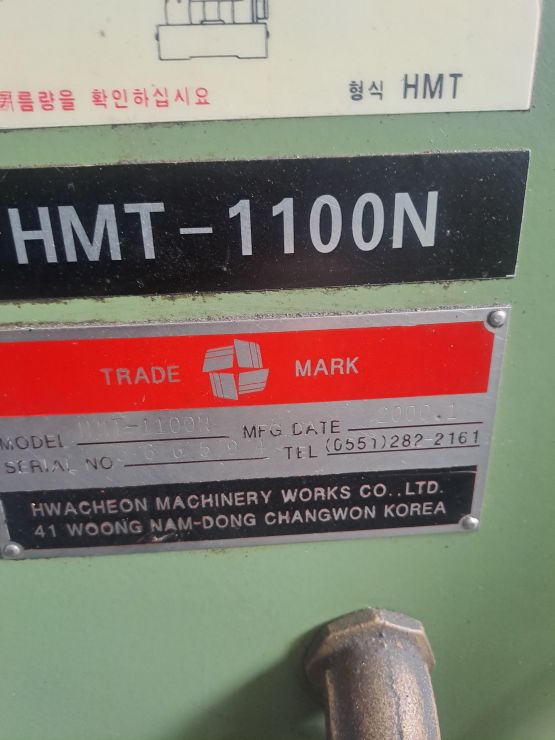 름량을 확인하십시요
형식 HMT
HMT-1100N
TRADE MARK
MODEL HMT-1100N MFG DATE 2000.1
SERIAL NO TEL (0551)282-2161
HWACHEON MACHINERY WORKS CO.,LTD.
41 WOONG NAM-DONG CHANGWON KOREA